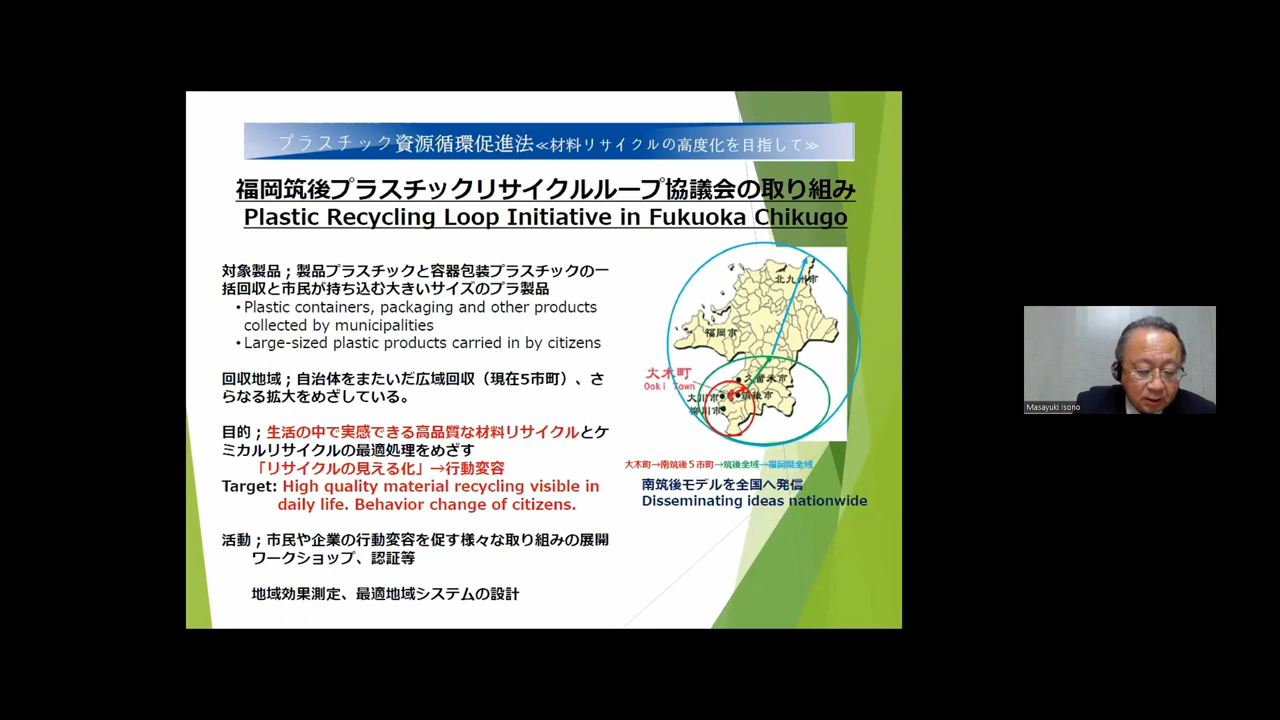 プラスチック資源循環促進法≪材料リサイクルの高度化を目指して≫
福岡筑後プラスチックリサイクルループ協議会の取り組み
Plastic Recycling Loop Initiative in Fukuoka Chikugo
対象製品；製品プラスチックと容器包装プラスチックの一
括回収と市民が持ち込む大きいサイズのプラ製品
• Plastic containers, packaging and other products
collected by municipalities
• Large-sized plastic products carried in by citizens
回収地域；自治体をまたいだ広域回収（現在5市町）、さ
らなる拡大をめざしている。
目的；生活の中で実感できる高品質な材料リサイクルとケ
ミカルリサイクルの最適処理をめざす
「リサイクルの見える化」→行動変容
Target: High quality material recycling visible in
daily life. Behavior change of citizens.
活動；市民や企業の行動変容を促す様々な取り組みの展開
ワークショップ、認証等
地域効果測定、最適地域システムの設計
北九州市
福岡市
大木町
Ooki Town
久留米市
大川市
筑後市
柳川市
大木町→南筑後５市町→筑後全域→福岡県全域
南筑後モデルを全国へ発信
Disseminating ideas nationwide
Masayuki Isono